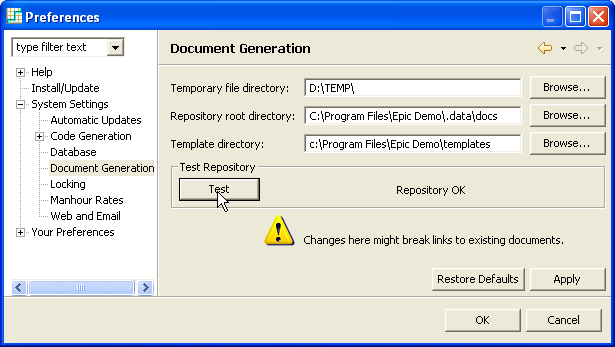 Preferences
type filter text
Help
Install/Update
System Settings
Automatic Updates
Code Generation
Database
Document Generation
Locking
Manhour Rates
Web and Email
Your Preferences
Document Generation
Temporary file directory: D:\TEMP\ Browse...
Repository root directory: C:\Program Files\Epic Demo\.data\docs Browse...
Template directory: c:\Program Files\Epic Demo\templates Browse...
Test Repository
Test Repository OK
Changes here might break links to existing documents.
Restore Defaults Apply
OK Cancel